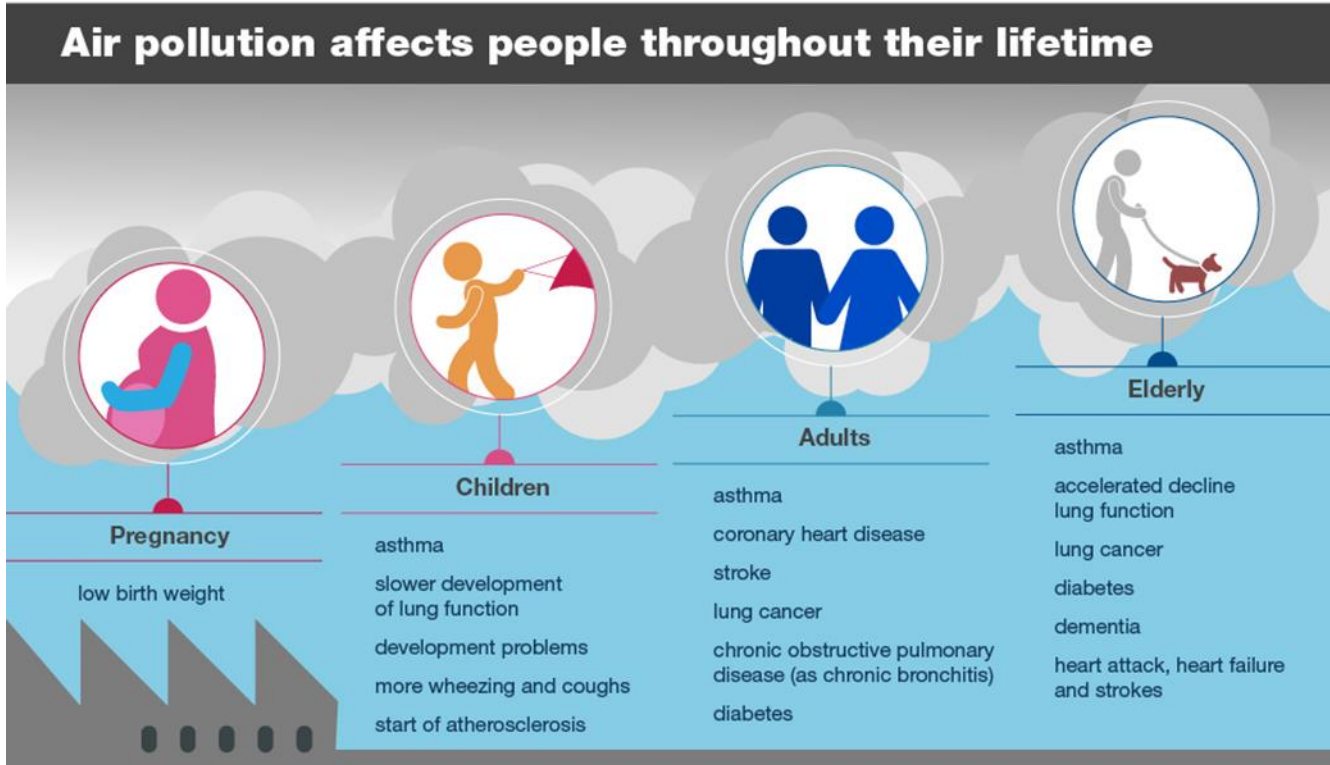 Air pollution affects people throughout their lifetime
Pregnancy
low birth weight
Children
asthma
slower development
of lung function
development problems
more wheezing and coughs
start of atherosclerosis
Adults
asthma
coronary heart disease
stroke
lung cancer
chronic obstructive pulmonary
disease (as chronic bronchitis)
diabetes
Elderly
asthma
accelerated decline
lung function
lung cancer
diabetes
dementia
heart attack, heart failure
and strokes